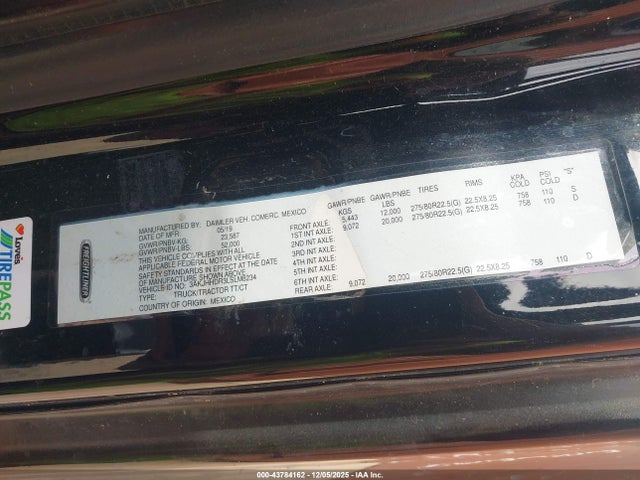 Love's
TIREPASS
FREIGHTLINER
MANUFACTURED BY: DAIMLER VEH. COMERC. MEXICO
DATE OF MFR: 05/19
GVWR/PNBV-KG: 23,587
GVWR/PNBV-LBS: 52,000
THIS VEHICLE COMPLIES WITH ALL
APPLICABLE FEDERAL MOTOR VEHICLE
SAFETY STANDARDS IN EFFECT AT THE DATE
OF MANUFACTURE SHOWN ABOVE
VEHICLE ID NO.:
TYPE: TRUCK/TRACTOR TT/CT
COUNTRY OF ORIGIN: MEXICO
GAWR/PNBE KGS GAWR/PNBE LBS TIRES RIMS KPA COLD PSI COLD "S"
FRONT AXLE: 5,443 12,000 275/80R22.5(G) 22.5X8.25 758 110 S
1ST INT AXLE: 9,072 20,000 275/80R22.5(G) 22.5X8.25 758 110 D
2ND INT AXLE:
3RD INT AXLE:
4TH INT AXLE:
5TH INT AXLE:
6TH INT AXLE:
REAR AXLE: 9,072 20,000 275/80R22.5(G) 22.5X8.25 758 110 D
000-43784162 - 12/05/2025 - IAA Inc.